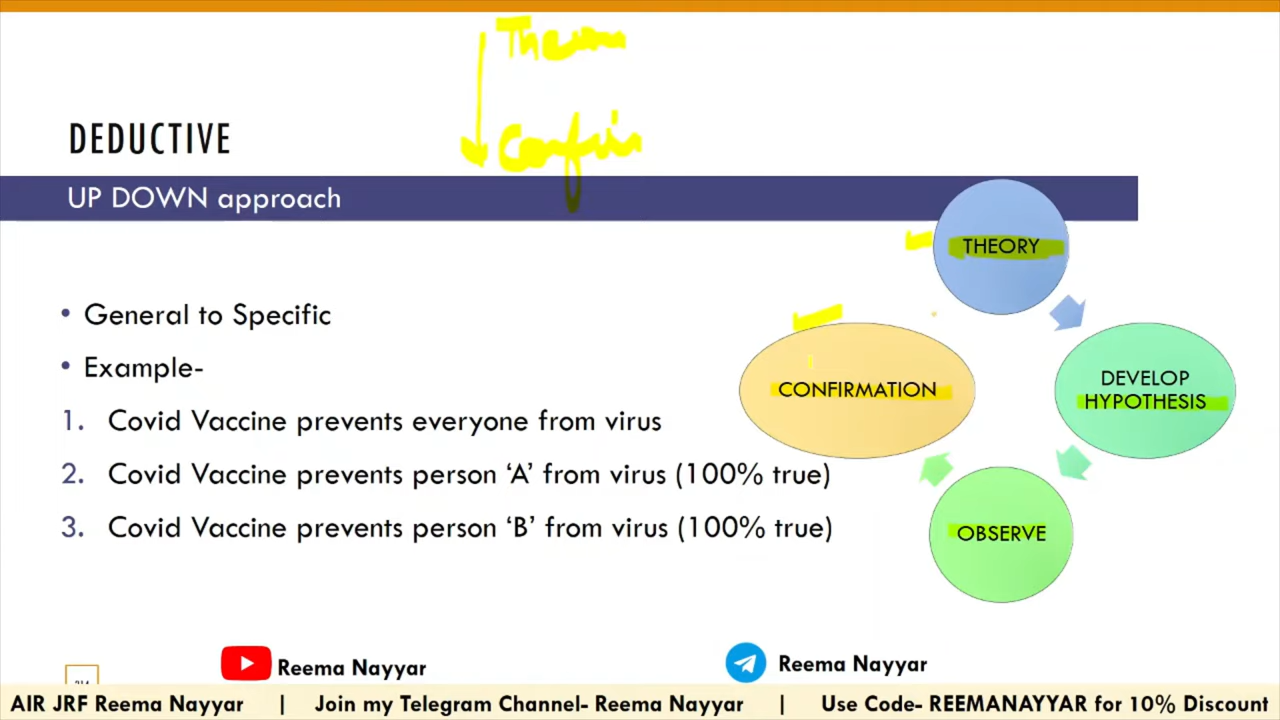 DEDUCTIVE
UP DOWN approach
• General to Specific
• Example-
1. Covid Vaccine prevents everyone from virus
2. Covid Vaccine prevents person ‘A’ from virus (100% true)
3. Covid Vaccine prevents person ‘B’ from virus (100% true)
THEORY
DEVELOP
HYPOTHESIS
OBSERVE
CONFIRMATION
Reema Nayyar
Reema Nayyar
AIR JRF Reema Nayyar | Join my Telegram Channel- Reema Nayyar | Use Code- REEMANAYYAR for 10% Discount